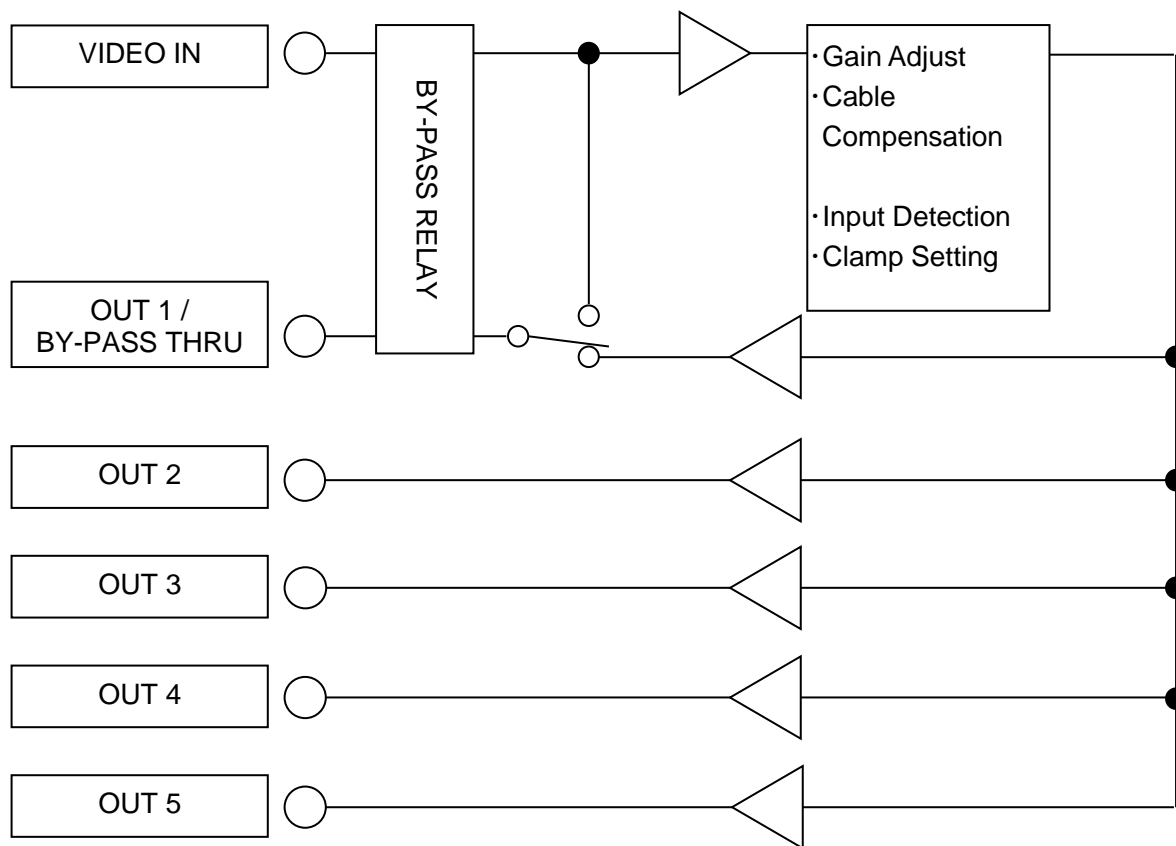 VIDEO IN
BY-PASS RELAY
・Gain Adjust
・Cable
Compensation
・Input Detection
・Clamp Setting
OUT 1 /
BY-PASS THRU
OUT 2
OUT 3
OUT 4
OUT 5